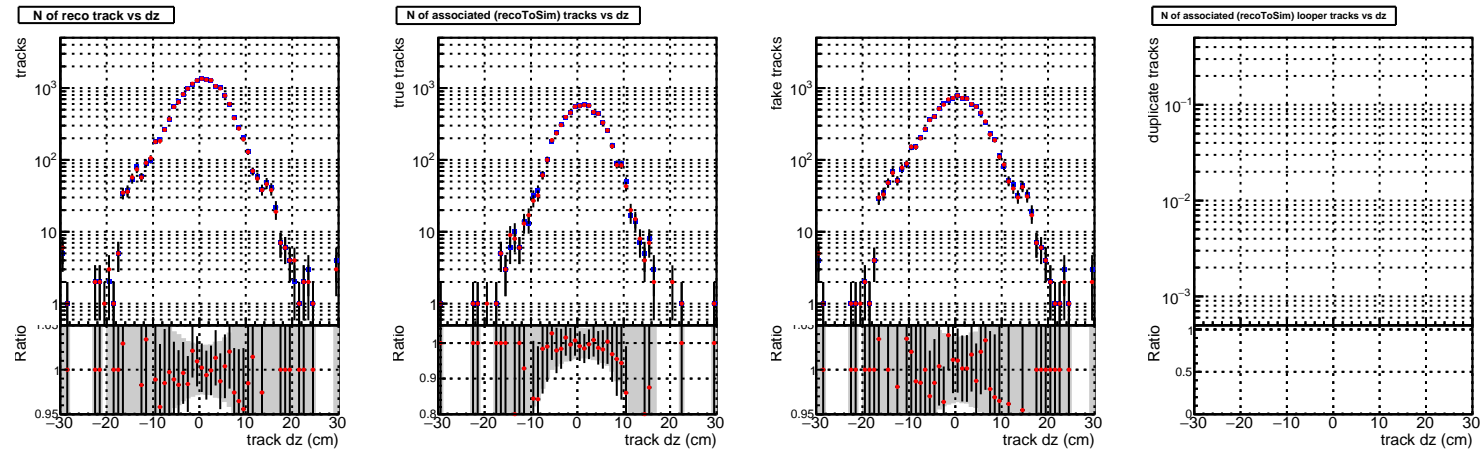 N of reco track vs dz
tracks
10³
10²
10
1
Ratio
1.05
1
0.95
−30 −20 −10 0 10 20 30
track dz (cm)
N of associated (recoToSim) tracks vs dz
true tracks
10³
10²
10
1
Ratio
1
0.9
0.8
−30 −20 −10 0 10 20 30
track dz (cm)
fake tracks
10³
10²
10
1
Ratio
1.05
1
0.95
−30 −20 −10 0 10 20 30
track dz (cm)
N of associated (recoToSim) looper tracks vs dz
duplicate tracks
10⁻¹
10⁻²
10⁻³
Ratio
1
0.5
0
−30 −20 −10 0 10 20 30
track dz (cm)